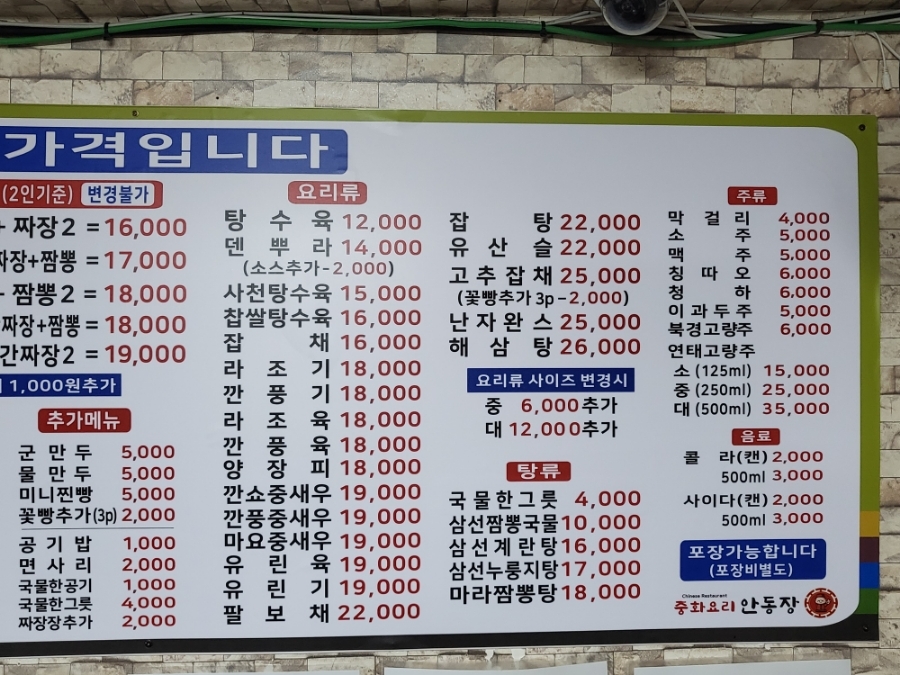 가격입니다
(2인기준) 변경불가
+ 짜장2 = 16,000
짜장+짬뽕 = 17,000
+ 짬뽕2 = 18,000
짜장+짬뽕 = 18,000
간짜장2 = 19,000
1,000원추가
추가메뉴
군만두 5,000
물만두 5,000
미니찐빵 5,000
꽃빵추가(3p) 2,000
공기밥 1,000
면사리 2,000
국물한공기 1,000
국물한그릇 4,000
짜장장추가 2,000
요리류
탕수육 12,000
덴뿌라 14,000
(소스추가-2,000)
사천탕수육 15,000
찹쌀탕수육 16,000
잡채 16,000
라조기 18,000
깐풍기 18,000
라조육 18,000
깐풍육 18,000
양장피 18,000
깐쇼중새우 19,000
깐풍중새우 19,000
마요중새우 19,000
유린육 19,000
유린기 19,000
팔보채 22,000
잡탕 22,000
유산슬 22,000
고추잡채 25,000
(꽃빵추가 3p-2,000)
난자완스 25,000
해삼탕 26,000
요리류 사이즈 변경시
중 6,000추가
대 12,000추가
탕류
국물한그릇 4,000
삼선짬뽕국물 10,000
삼선계란탕 16,000
삼선누룽지탕 17,000
마라짬뽕탕 18,000
주류
막걸리 4,000
소주 5,000
맥주 5,000
칭따오 6,000
청하 6,000
이과두주 5,000
북경고량주 6,000
연태고량주
소 (125ml) 15,000
중 (250ml) 25,000
대 (500ml) 35,000
음료
콜라(캔) 2,000
500ml 3,000
사이다(캔) 2,000
500ml 3,000
포장가능합니다
(포장비별도)
Chinese Restaurant
중화요리 안동장